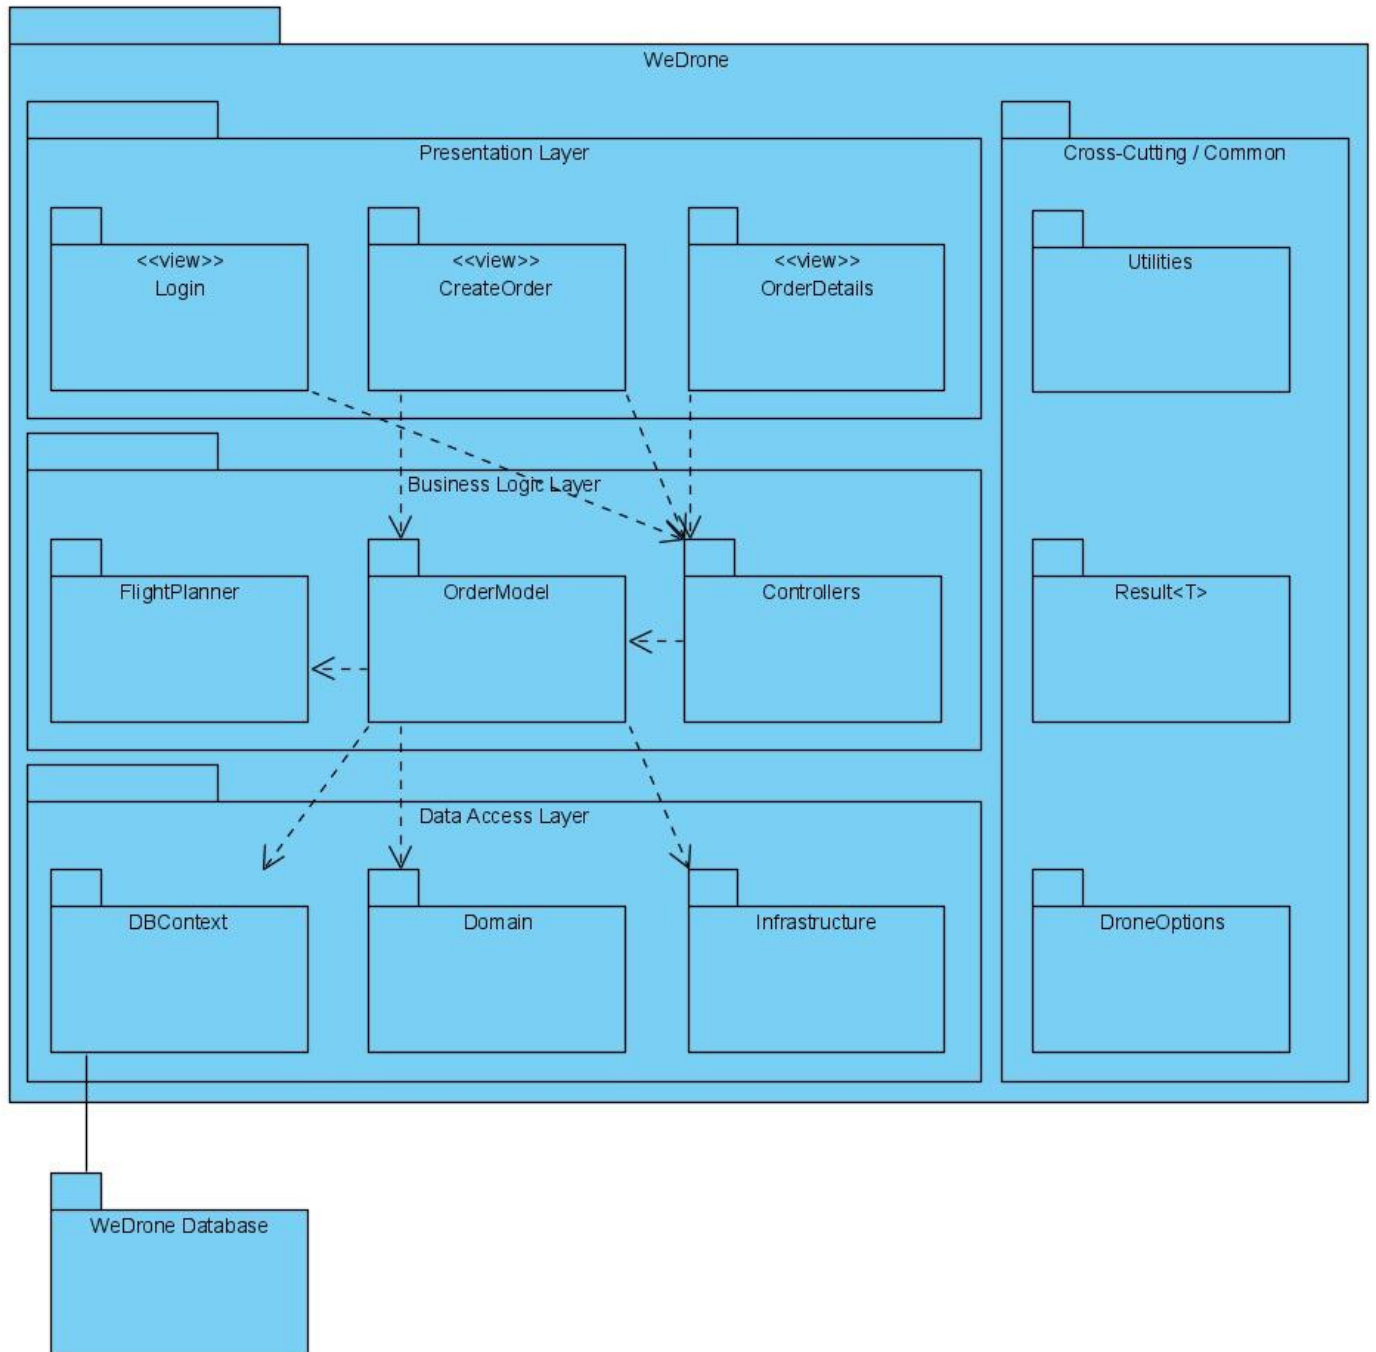 WeDrone
Presentation Layer
Cross-Cutting / Common
<<view>>
Login
<<view>>
CreateOrder
<<view>>
OrderDetails
Utilities
Business Logic Layer
FlightPlanner
OrderModel
Controllers
Result<T>
Data Access Layer
DBContext
Domain
Infrastructure
DroneOptions
WeDrone Database